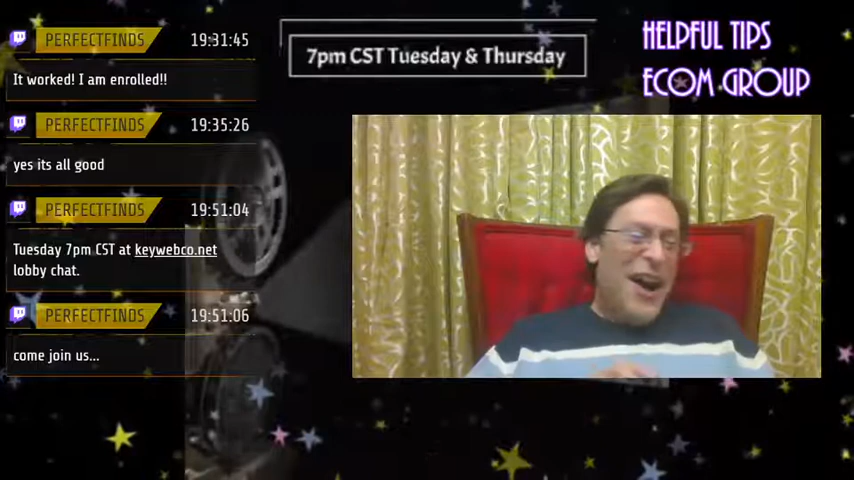 PERFECTFINDS 19:31:45
It worked! I am enrolled!!
PERFECTFINDS 19:35:26
yes its all good
PERFECTFINDS 19:51:04
Tuesday 7pm CST at keywebco.net
lobby chat.
PERFECTFINDS 19:51:06
come join us...
7pm CST Tuesday & Thursday
HELPFUL TIPS
ECOM GROUP